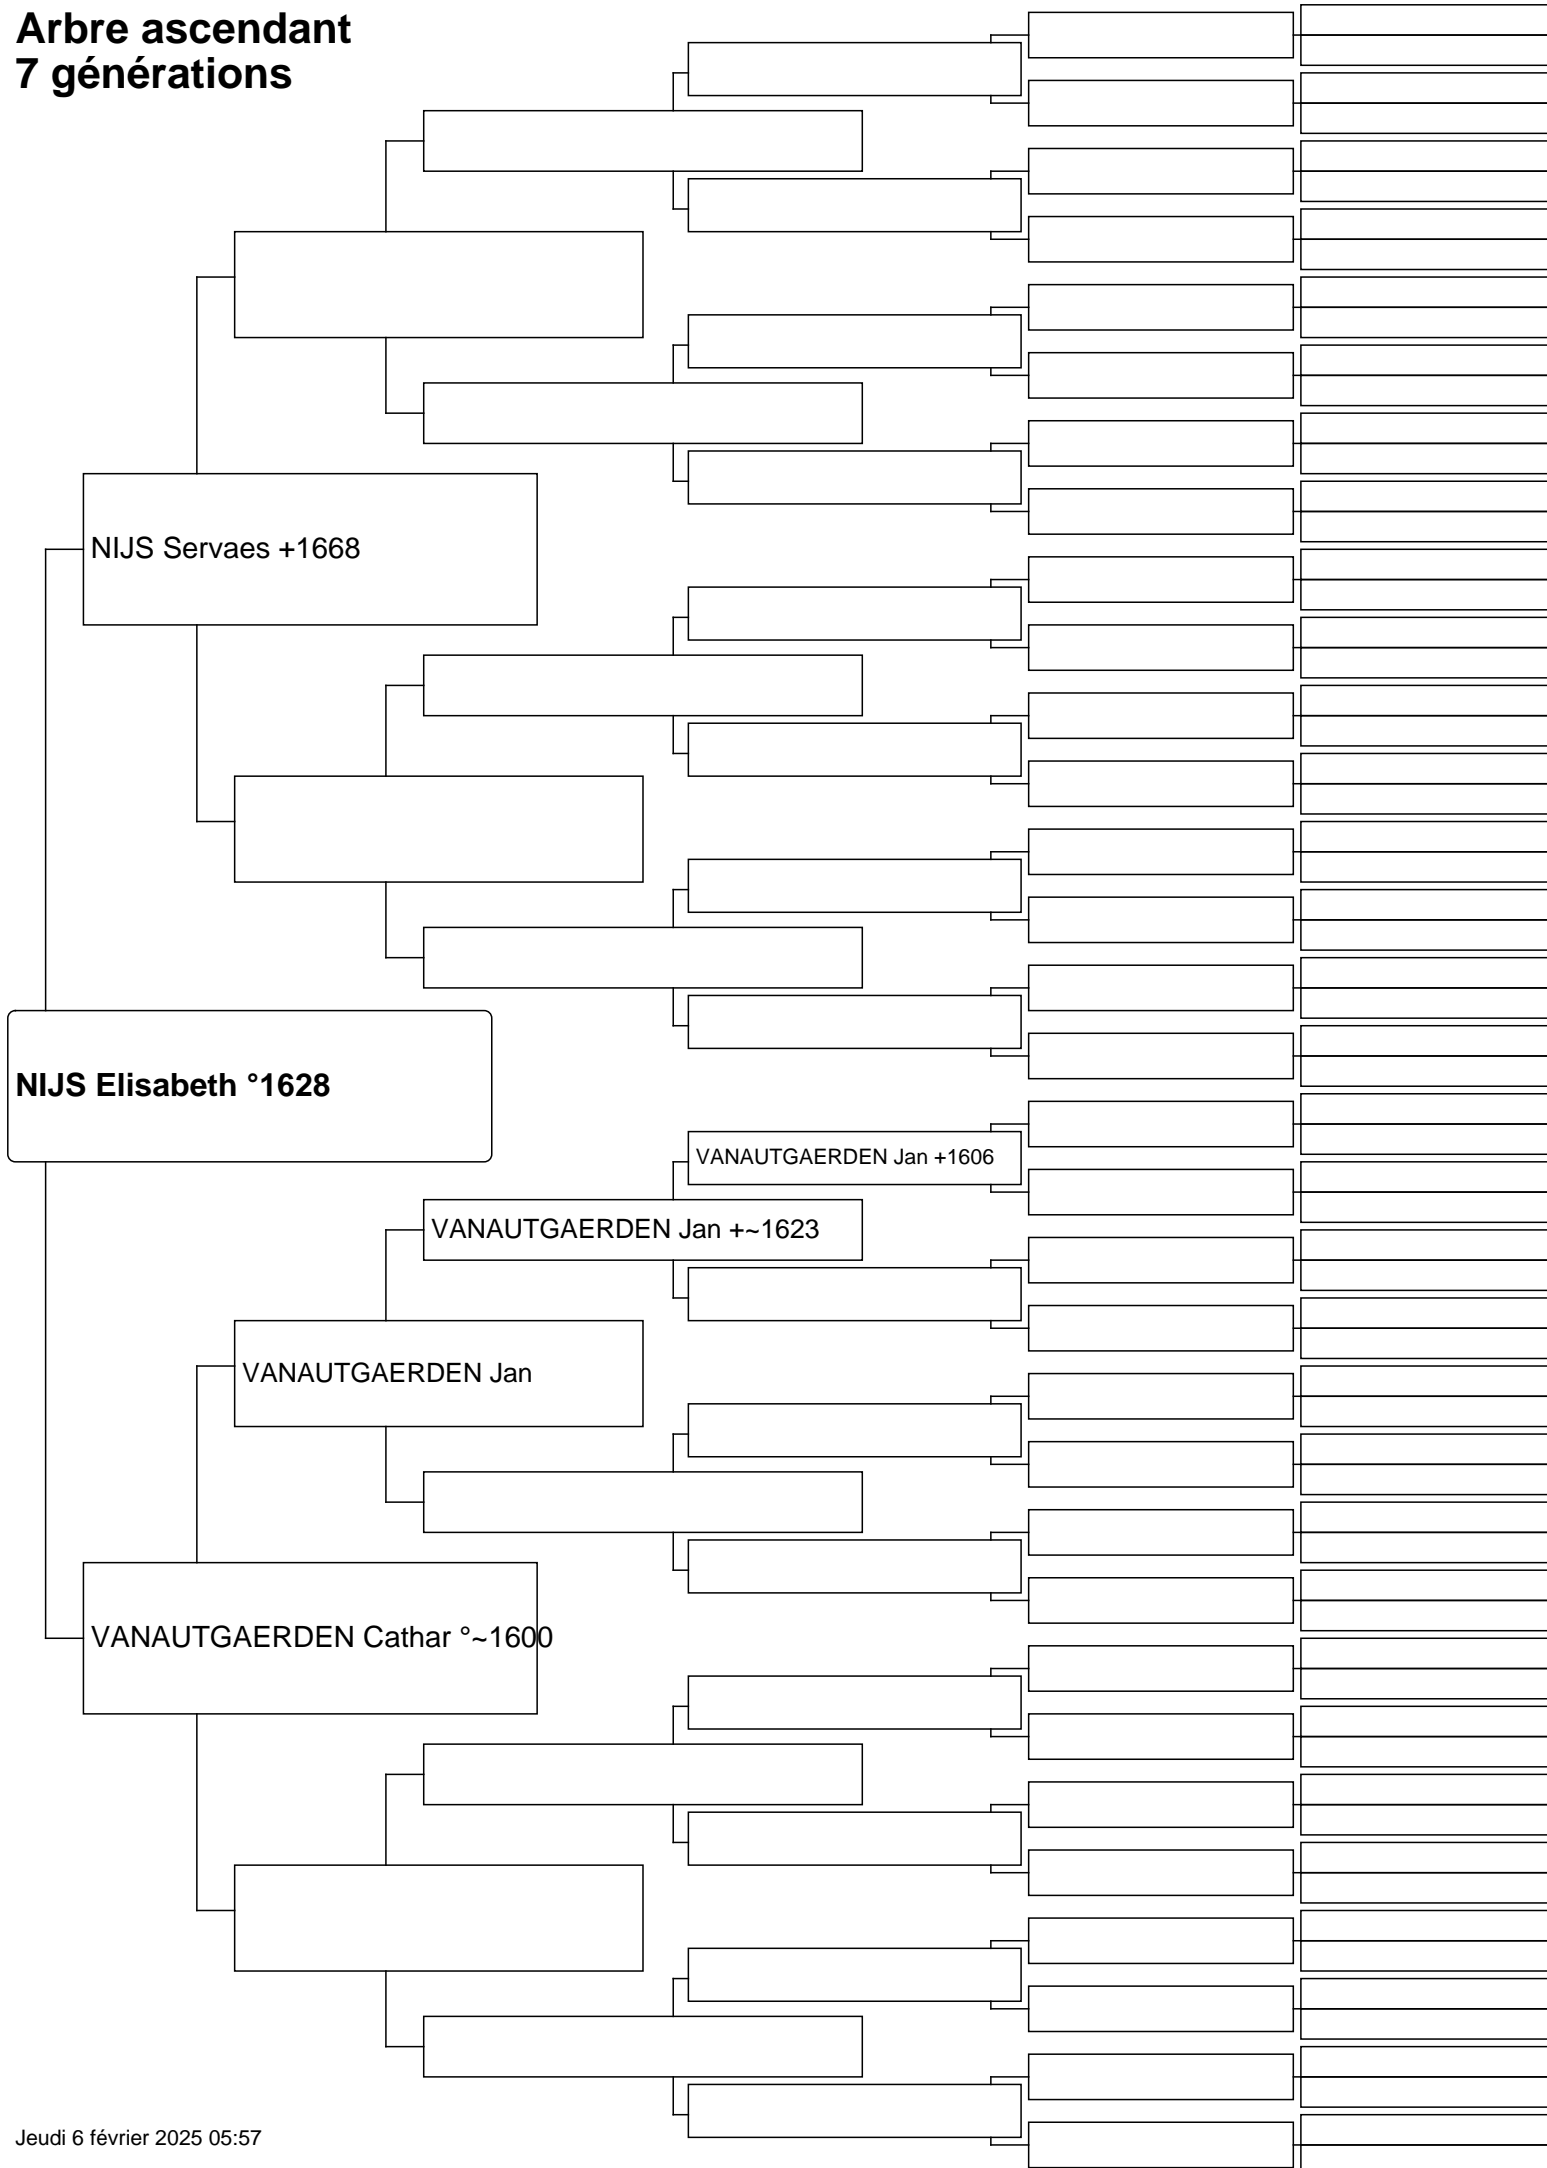 Arbre ascendant
7 générations
NIJS Servaes +1668
NIJS Elisabeth °1628
VANAUTGAERDEN Jan +1606
VANAUTGAERDEN Jan +~1623
VANAUTGAERDEN Jan
VANAUTGAERDEN Cathar °~1600
Jeudi 6 février 2025 05:57